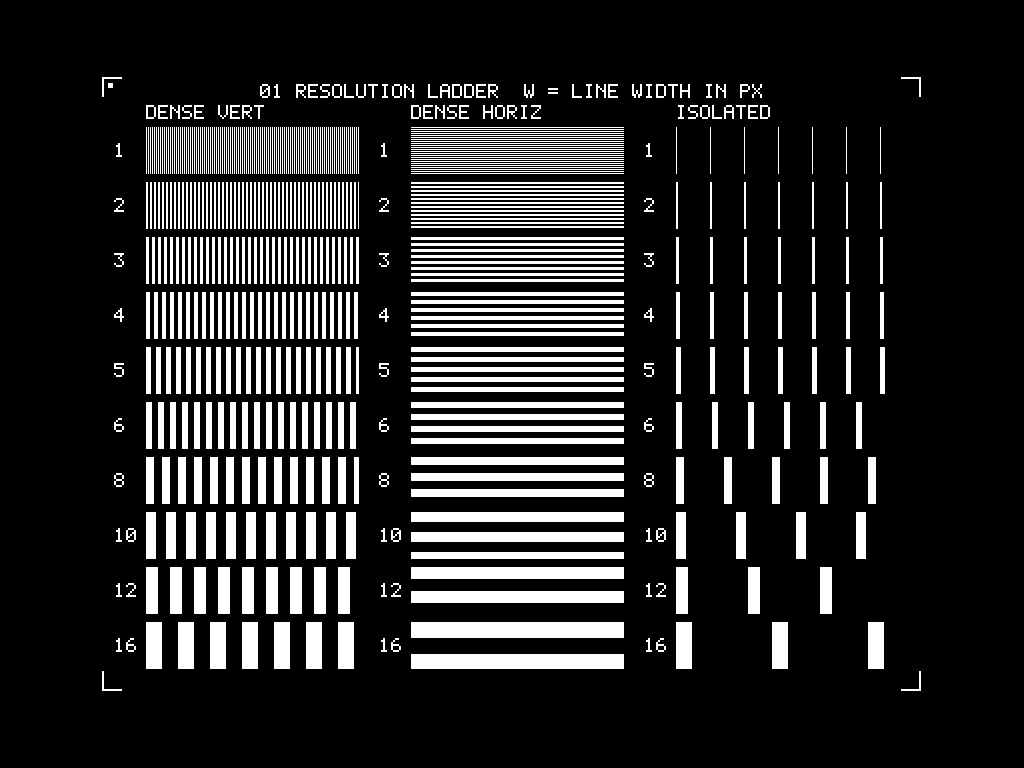 01 RESOLUTION LADDER  W = LINE WIDTH IN PX
DENSE VERT DENSE HORIZ ISOLATED
1 1 1
2 2 2
3 3 3
4 4 4
5 5 5
6 6 6
8 8 8
10 10 10
12 12 12
16 16 16